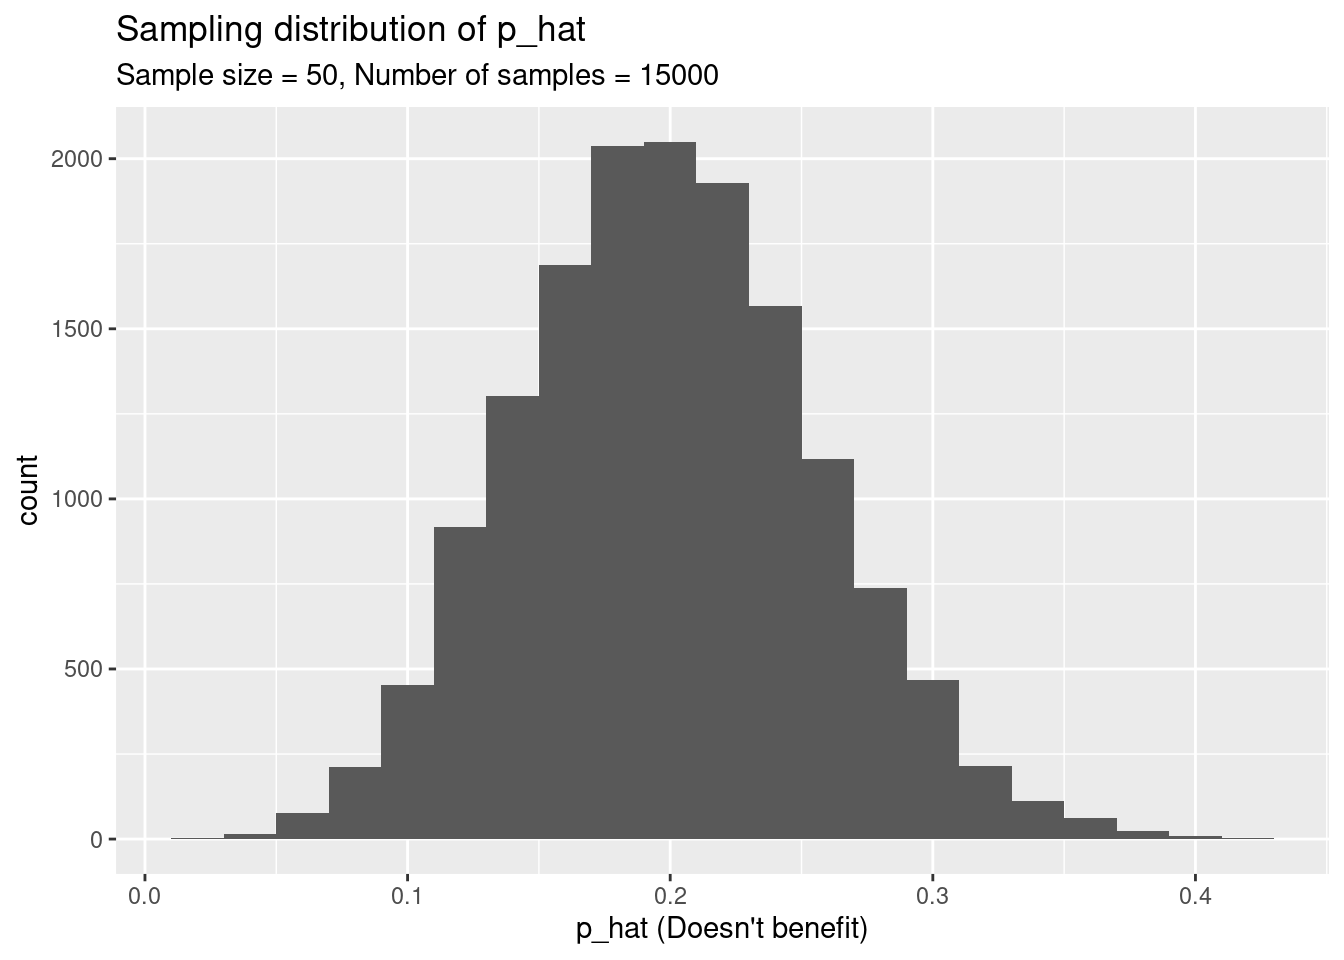 Sampling distribution of p_hat
Sample size = 50, Number of samples = 15000
2000
1500
1000
500
0
count
0.0 0.1 0.2 0.3 0.4
p_hat (Doesn't benefit)